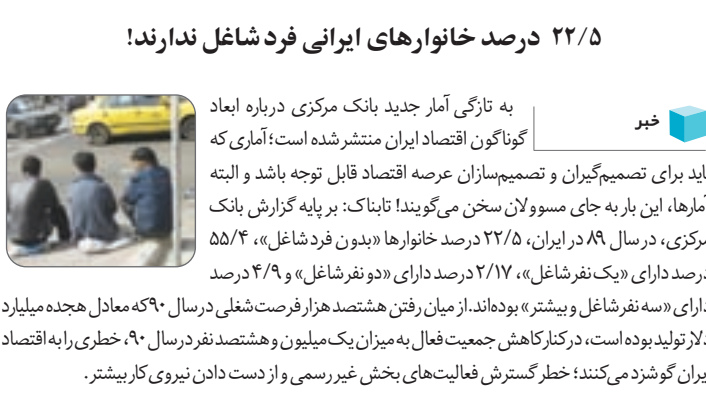 ۲۲/۵ درصد خانوارهای ایرانی فرد شاغل ندارند!
خبر
به تازگی آمار جدید بانک مرکزی درباره ابعاد
گوناگون اقتصاد ایران منتشر شده است؛ آماری که
باید برای تصمیم‌گیران و تصمیم‌سازان عرصه اقتصاد قابل توجه باشد و البته
آمارها، این بار به جای مسوولان سخن می‌گویند! تابناک: بر پایه گزارش بانک
مرکزی، در سال ۸۹ در ایران، ۲۲/۵ درصد خانوارها «بدون فرد شاغل»، ۵۵/۴
درصد دارای «یک نفر شاغل»، ۲/۱۷ درصد دارای «دو نفر شاغل» و ۴/۹ درصد
دارای «سه نفر شاغل و بیشتر» بوده‌اند. از میان رفتن هشتصد هزار فرصت شغلی در سال ۹۰ که معادل هجده میلیارد
دلار تولید بوده است، در کنار کاهش جمعیت فعال به میزان یک میلیون و هشتصد نفر در سال ۹۰، خطری را به اقتصاد
ایران گوشزد می‌کنند؛ خطر گسترش فعالیت‌های بخش غیر رسمی و از دست دادن نیروی کار بیشتر.